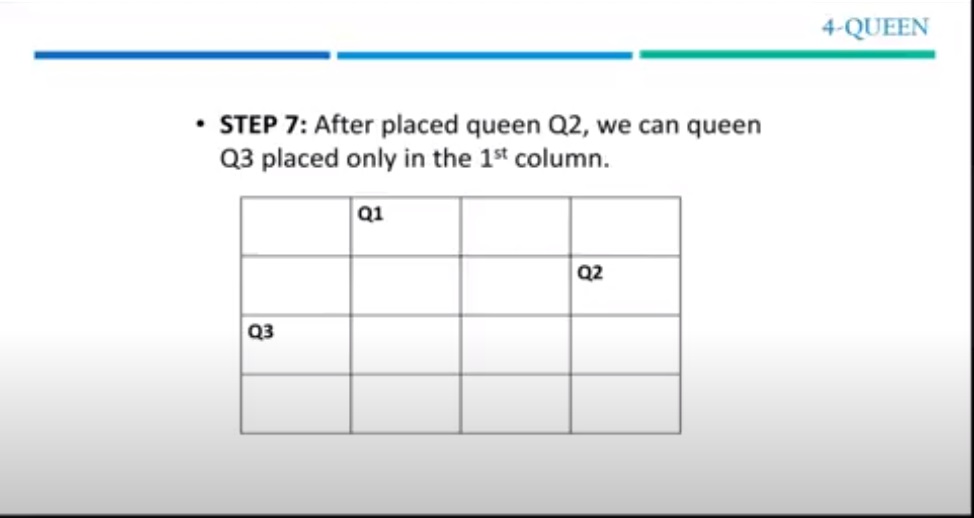 4-QUEEN
• STEP 7: After placed queen Q2, we can queen
Q3 placed only in the 1st column.
Q1
Q2
Q3